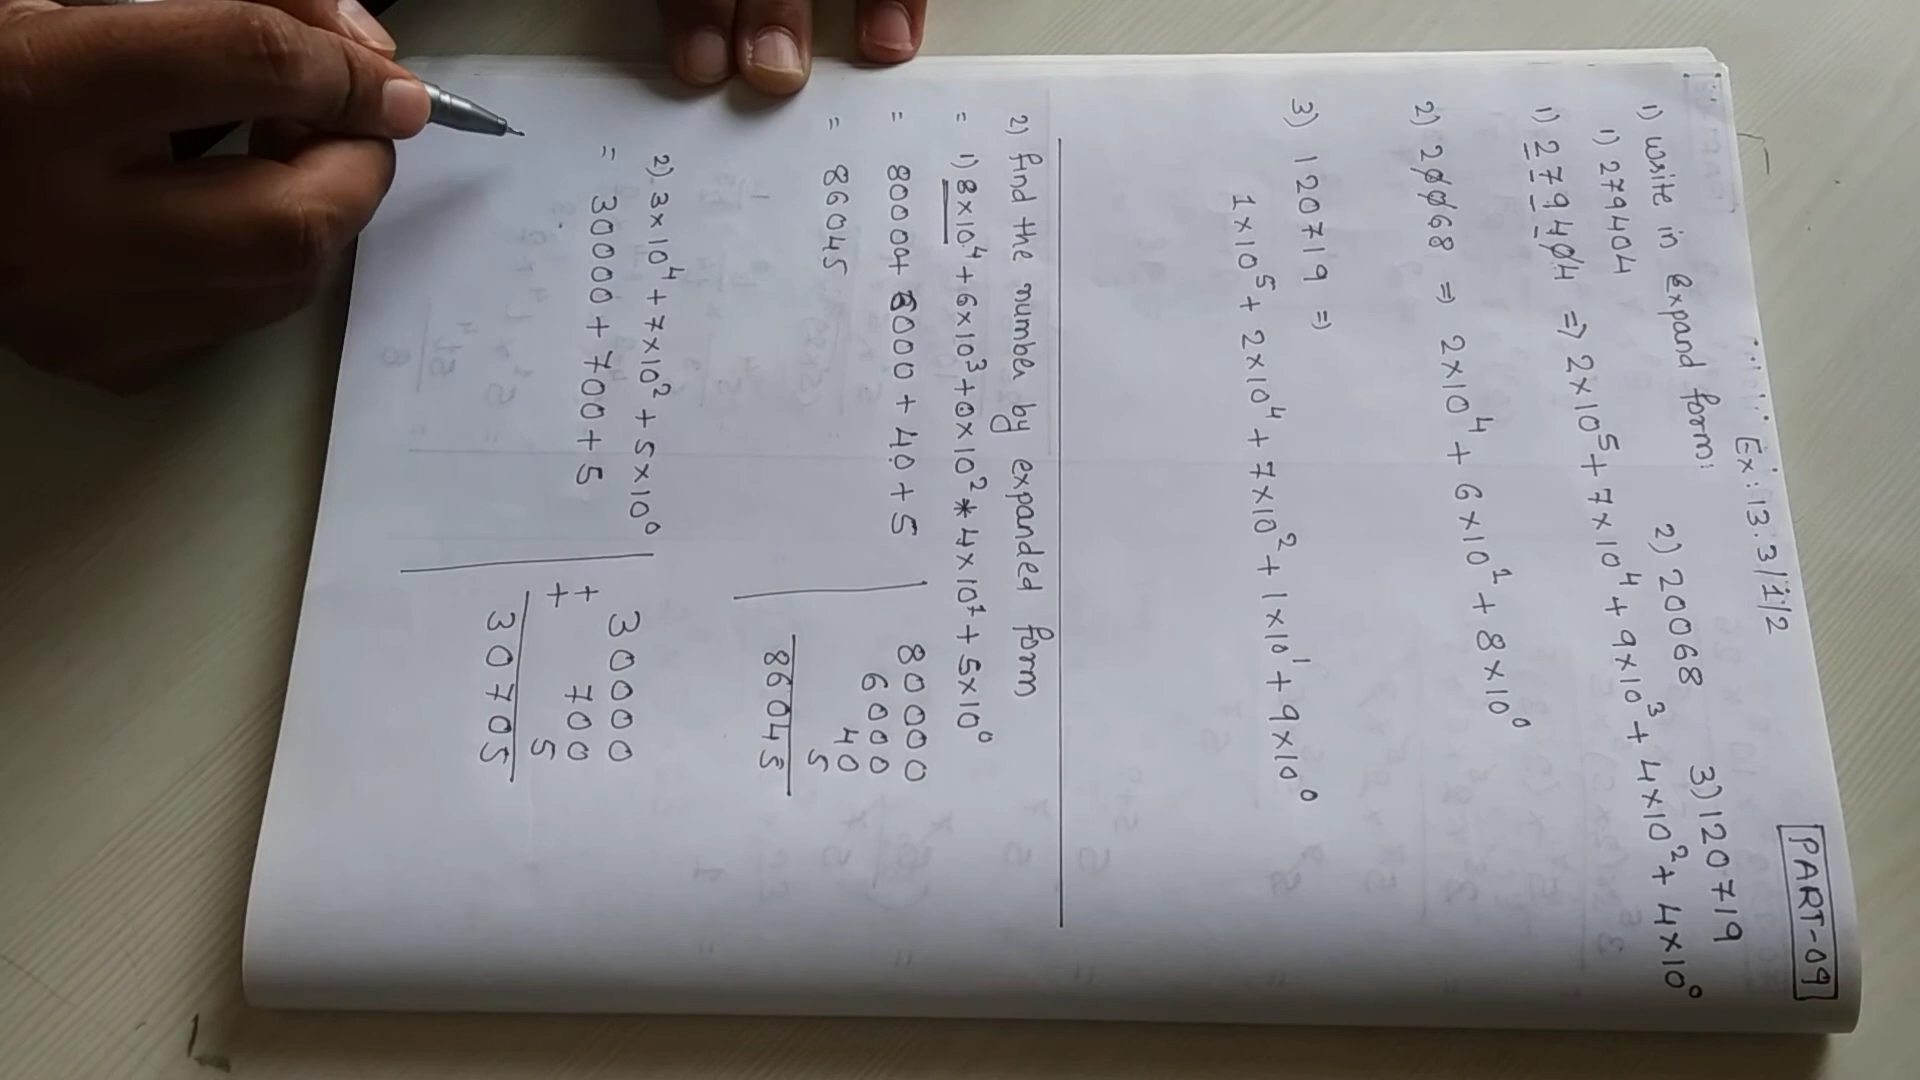 PART-09
Ex: 13.3/1/2
1) Write in Expand form:
1) 279404 2) 20068 3) 120719
1) 279404 ⇒ 2×10⁵ + 7×10⁴ + 9×10³ + 4×10² + 4×10⁰
2) 20068 ⇒ 2×10⁴ + 6×10¹ + 8×10⁰
3) 120719 ⇒
1×10⁵ + 2×10⁴ + 7×10² + 1×10¹ + 9×10⁰
2) find the number by expanded form
= 1) 8×10⁴ + 6×10³ + 0×10² + 4×10¹ + 5×10⁰
= 80000 + 6000 + 40 + 5
= 86045
80000
6000
40
5
86045
2) 3×10⁴ + 7×10² + 5×10⁰
= 30000 + 700 + 5
30000
+ 700
+ 5
30705